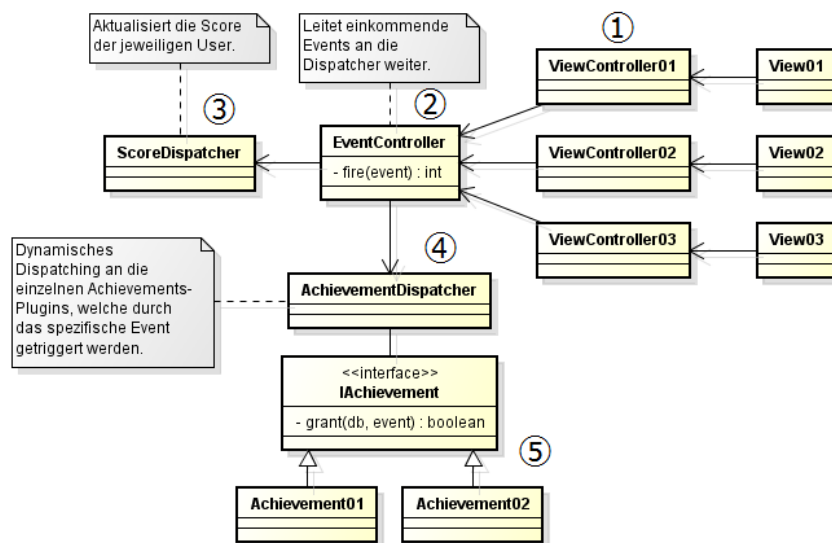 Aktualisiert die Score
der jeweiligen User.
Leitet einkommende
Events an die
Dispatcher weiter.
①
ViewController01
View01
③
②
ScoreDispatcher
EventController
- fire(event) : int
ViewController02
View02
ViewController03
View03
④
Dynamisches
Dispatching an die
einzelnen Achievements-
Plugins, welche durch
das spezifische Event
getriggert werden.
AchievementDispatcher
<<interface>>
IAchievement
- grant(db, event) : boolean
⑤
Achievement01
Achievement02